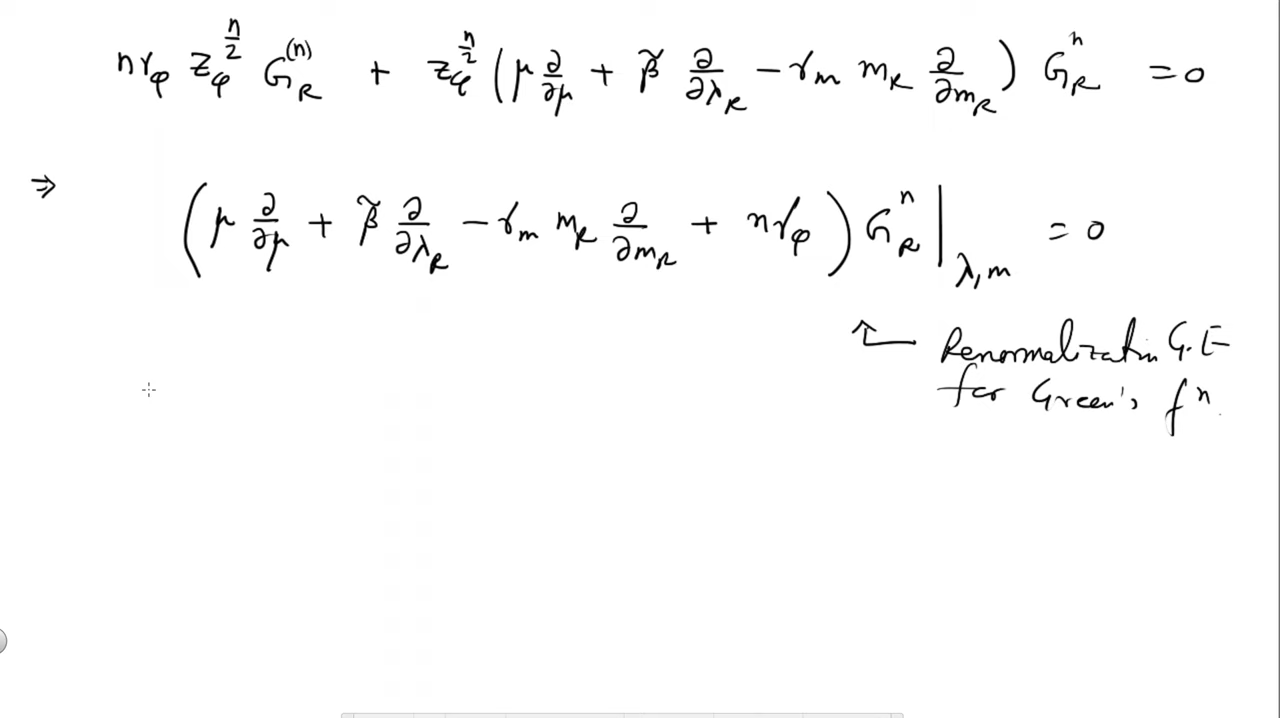 nγ_φ Z_φ^{n/2} G_R^{(n)} + Z_φ^{n/2} (μ ∂/∂μ + β̃ ∂/∂λ_R − γ_m m_R ∂/∂m_R) G_R^n = 0
⇒ (μ ∂/∂μ + β̃ ∂/∂λ_R − γ_m m_R ∂/∂m_R + nγ_φ) G_R^n |_{λ,m} = 0
Renormalization G.E
for Green's fⁿ.